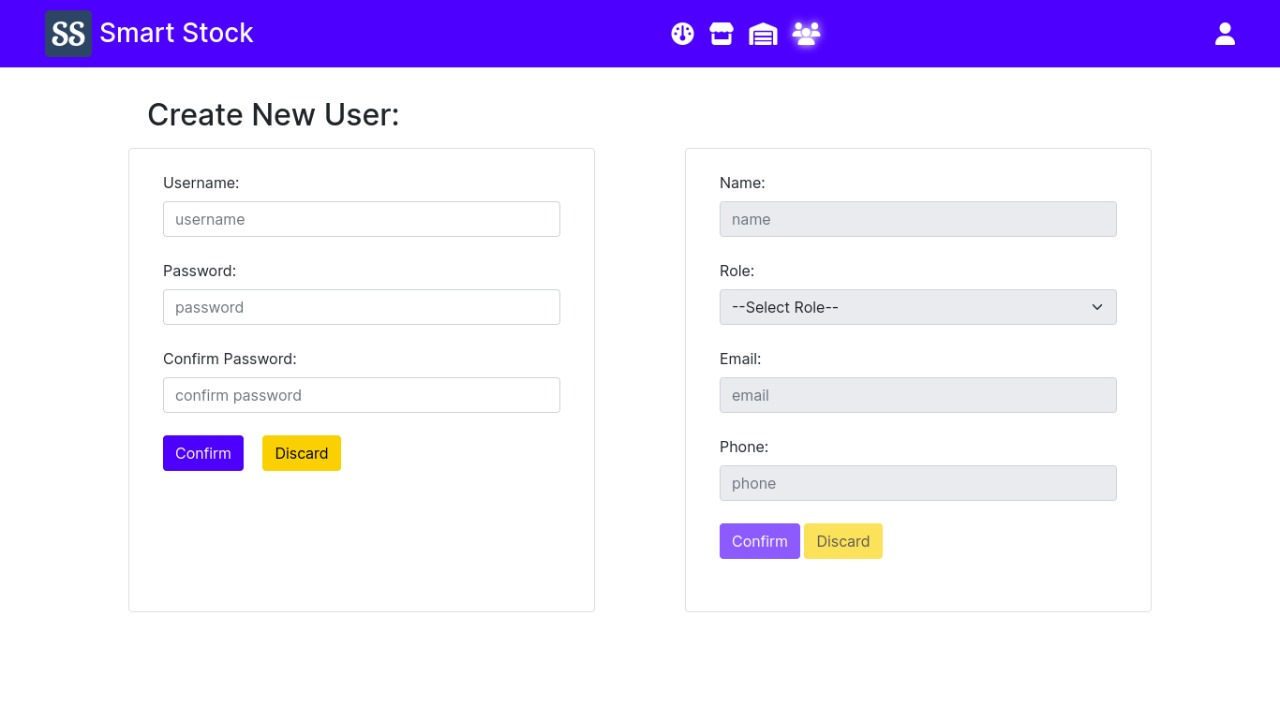 SS Smart Stock
Create New User:
Username:
username
Password:
password
Confirm Password:
confirm password
Confirm Discard
Name:
name
Role:
--Select Role--
Email:
email
Phone:
phone
Confirm Discard